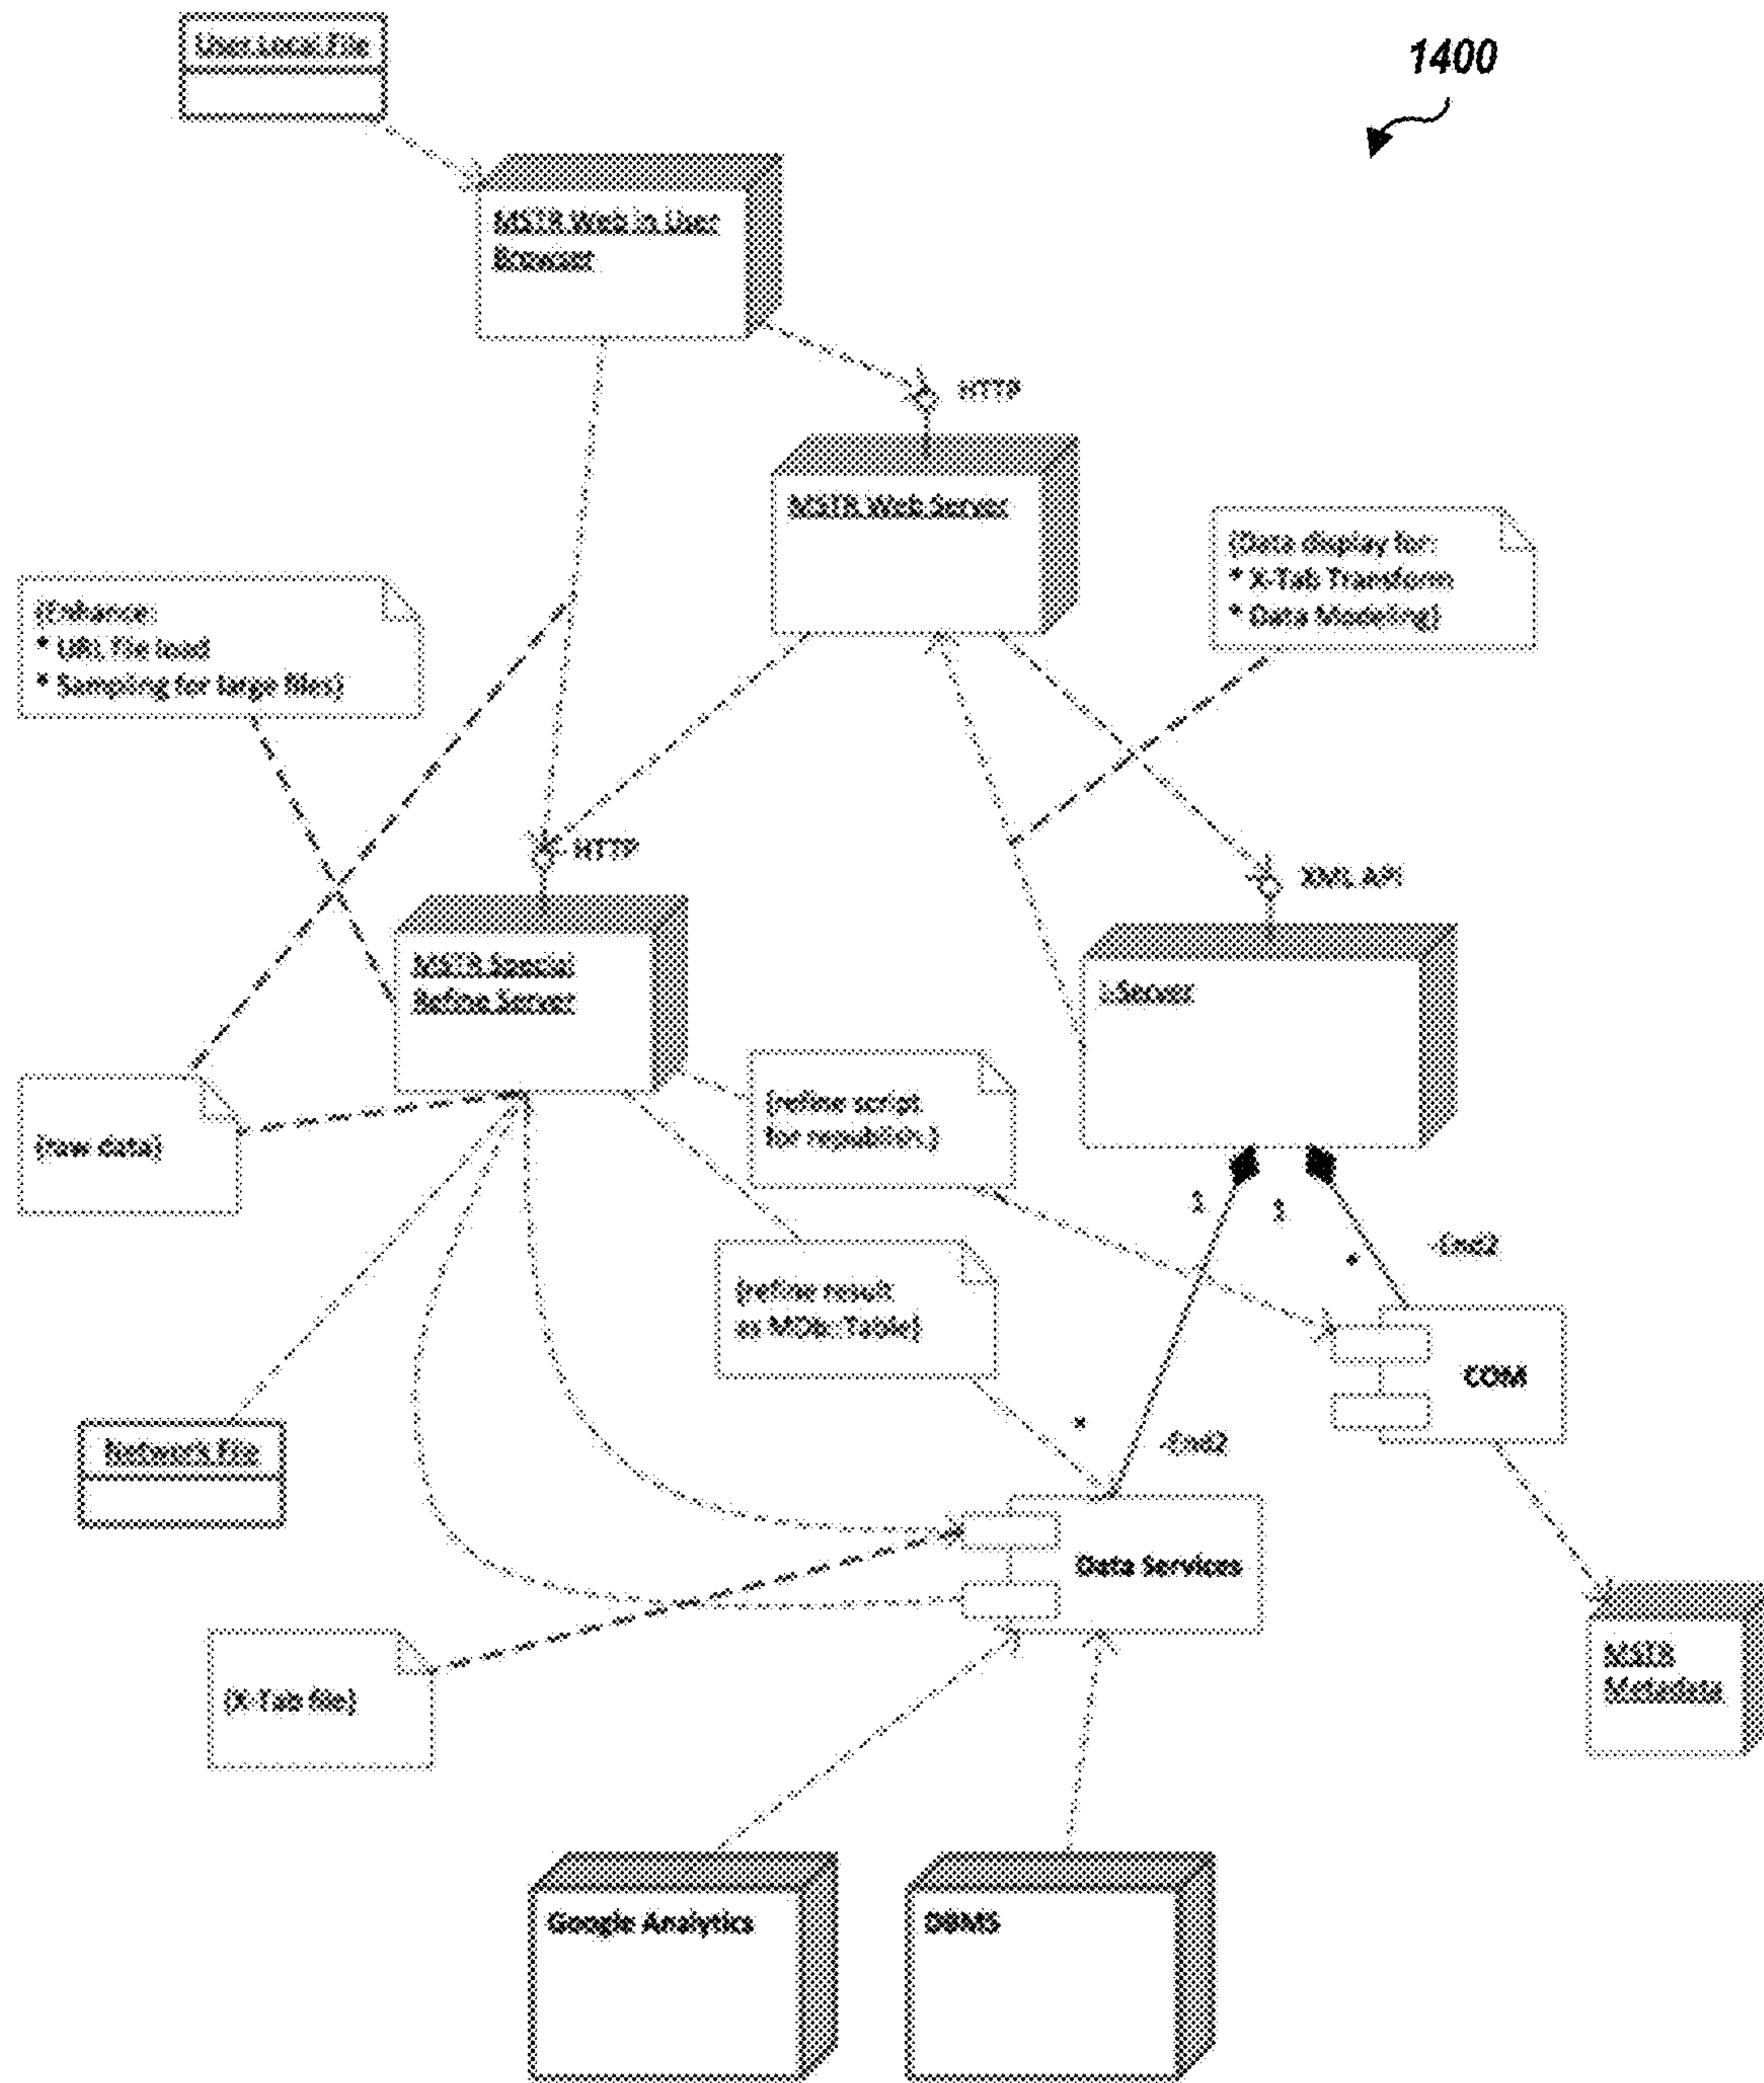 1400
User Local File
MSTR Web in User
Browser
HTTP
MSTR Web Server
{Data display for:
* X-Tab Transform
* Data Modeling}
{Enhance:
* URL file load
* Sampling for large files}
HTTP
XML API
MSTR Special
Refine Server
i-Server
{refine script
for republish.}
{raw data}
1
1
-End2
*
{refine result
as MDb::Table}
COM
*
-End2
Network File
Data Services
{X-Tab file}
MSTR
Metadata
Google Analytics
DBMS